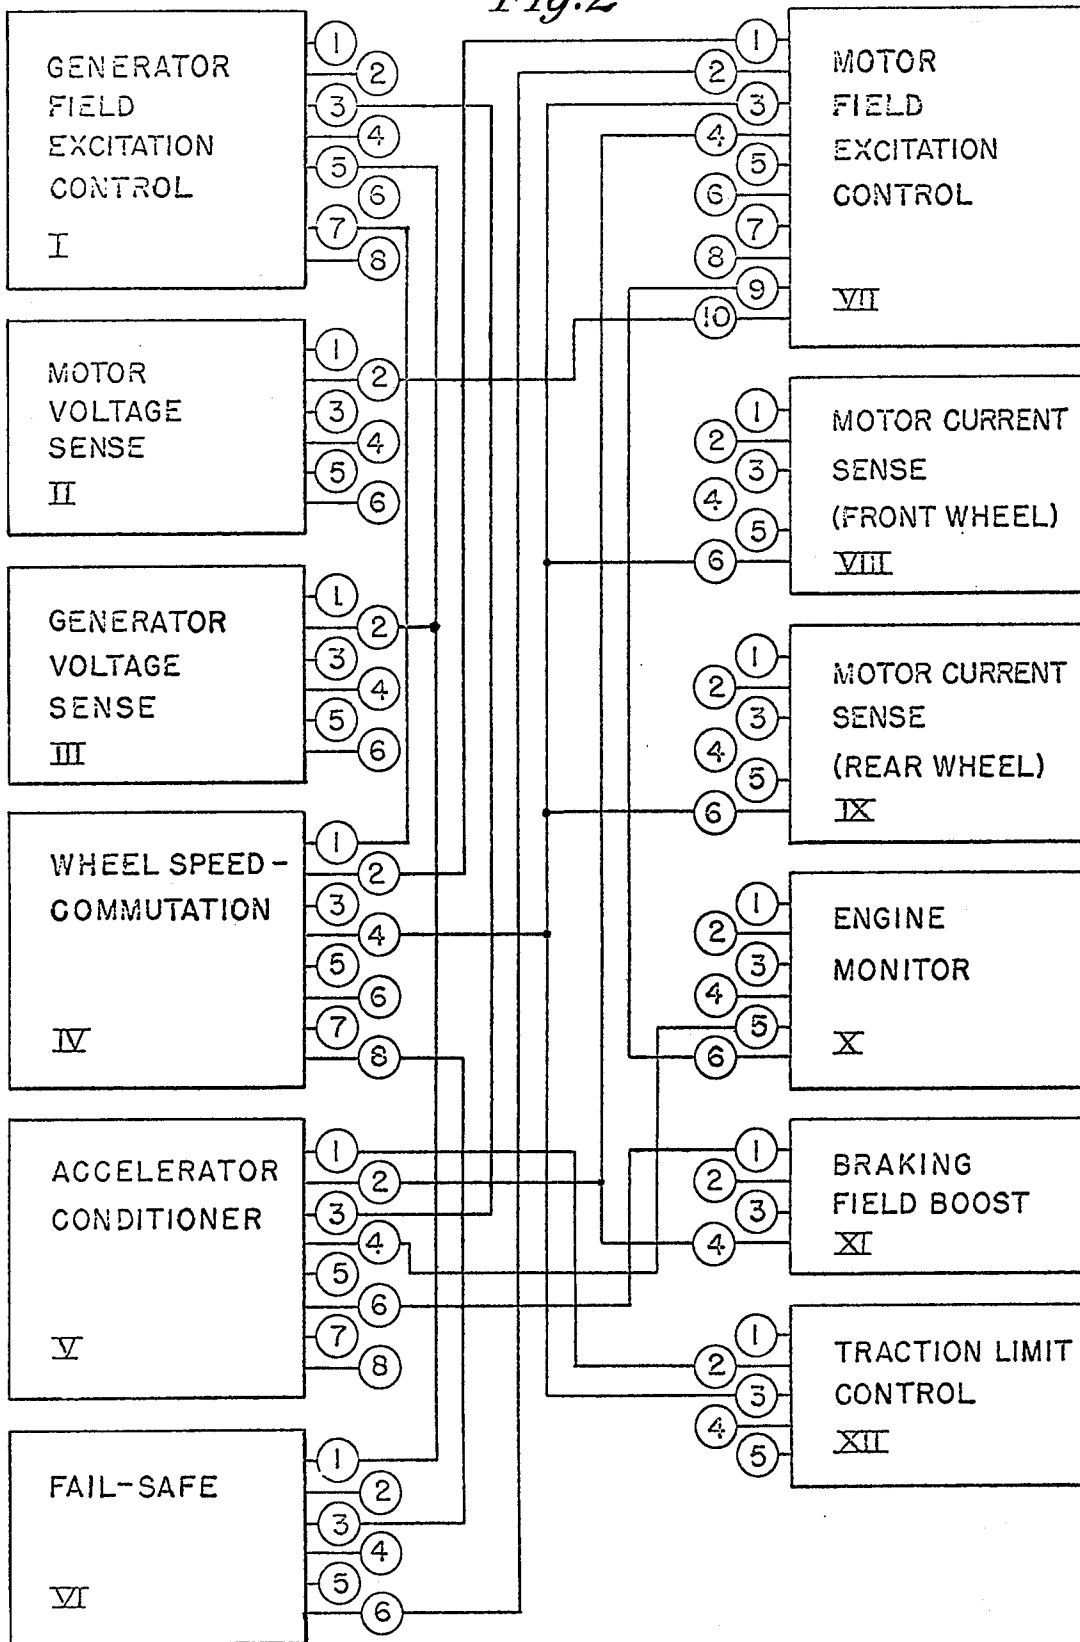 Fig. 2
GENERATOR
FIELD
EXCITATION
CONTROL
I
1
2
3
4
5
6
7
8
MOTOR
VOLTAGE
SENSE
II
1
2
3
4
5
6
GENERATOR
VOLTAGE
SENSE
III
1
2
3
4
5
6
WHEEL SPEED-
COMMUTATION
IV
1
2
3
4
5
6
7
8
ACCELERATOR
CONDITIONER
V
1
2
3
4
5
6
7
8
FAIL-SAFE
VI
1
2
3
4
5
6
1
2
3
4
5
6
7
8
9
10
MOTOR
FIELD
EXCITATION
CONTROL
VII
1
2
3
4
5
6
MOTOR CURRENT
SENSE
(FRONT WHEEL)
VIII
1
2
3
4
5
6
MOTOR CURRENT
SENSE
(REAR WHEEL)
IX
1
2
3
4
5
6
ENGINE
MONITOR
X
1
2
3
4
BRAKING
FIELD BOOST
XI
1
2
3
4
5
TRACTION LIMIT
CONTROL
XII